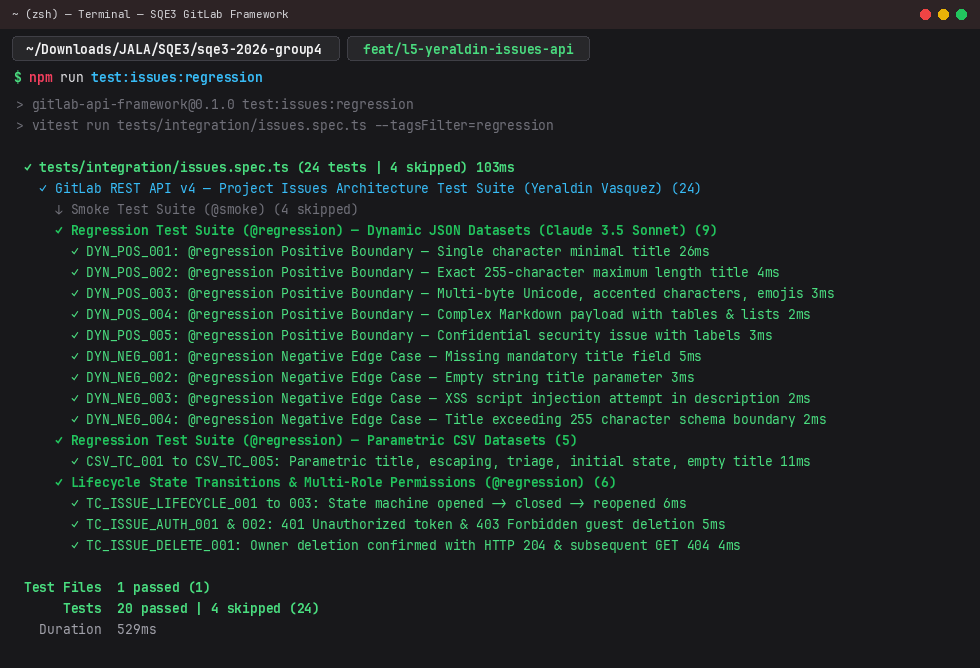 ~ (zsh) — Terminal — SQE3 GitLab Framework
~/Downloads/JALA/SQE3/sqe3-2026-group4 feat/l5-yeraldin-issues-api
$ npm run test:issues:regression
> gitlab-api-framework@0.1.0 test:issues:regression
> vitest run tests/integration/issues.spec.ts --tagsFilter=regression
✓ tests/integration/issues.spec.ts (24 tests | 4 skipped) 103ms
✓ GitLab REST API v4 — Project Issues Architecture Test Suite (Yeraldin Vasquez) (24)
↓ Smoke Test Suite (@smoke) (4 skipped)
✓ Regression Test Suite (@regression) — Dynamic JSON Datasets (Claude 3.5 Sonnet) (9)
✓ DYN_POS_001: @regression Positive Boundary — Single character minimal title 26ms
✓ DYN_POS_002: @regression Positive Boundary — Exact 255-character maximum length title 4ms
✓ DYN_POS_003: @regression Positive Boundary — Multi-byte Unicode, accented characters, emojis 3ms
✓ DYN_POS_004: @regression Positive Boundary — Complex Markdown payload with tables & lists 2ms
✓ DYN_POS_005: @regression Positive Boundary — Confidential security issue with labels 3ms
✓ DYN_NEG_001: @regression Negative Edge Case — Missing mandatory title field 5ms
✓ DYN_NEG_002: @regression Negative Edge Case — Empty string title parameter 3ms
✓ DYN_NEG_003: @regression Negative Edge Case — XSS script injection attempt in description 2ms
✓ DYN_NEG_004: @regression Negative Edge Case — Title exceeding 255 character schema boundary 2ms
✓ Regression Test Suite (@regression) — Parametric CSV Datasets (5)
✓ CSV_TC_001 to CSV_TC_005: Parametric title, escaping, triage, initial state, empty title 11ms
✓ Lifecycle State Transitions & Multi-Role Permissions (@regression) (6)
✓ TC_ISSUE_LIFECYCLE_001 to 003: State machine opened -> closed -> reopened 6ms
✓ TC_ISSUE_AUTH_001 & 002: 401 Unauthorized token & 403 Forbidden guest deletion 5ms
✓ TC_ISSUE_DELETE_001: Owner deletion confirmed with HTTP 204 & subsequent GET 404 4ms
Test Files 1 passed (1)
Tests 20 passed | 4 skipped (24)
Duration 529ms